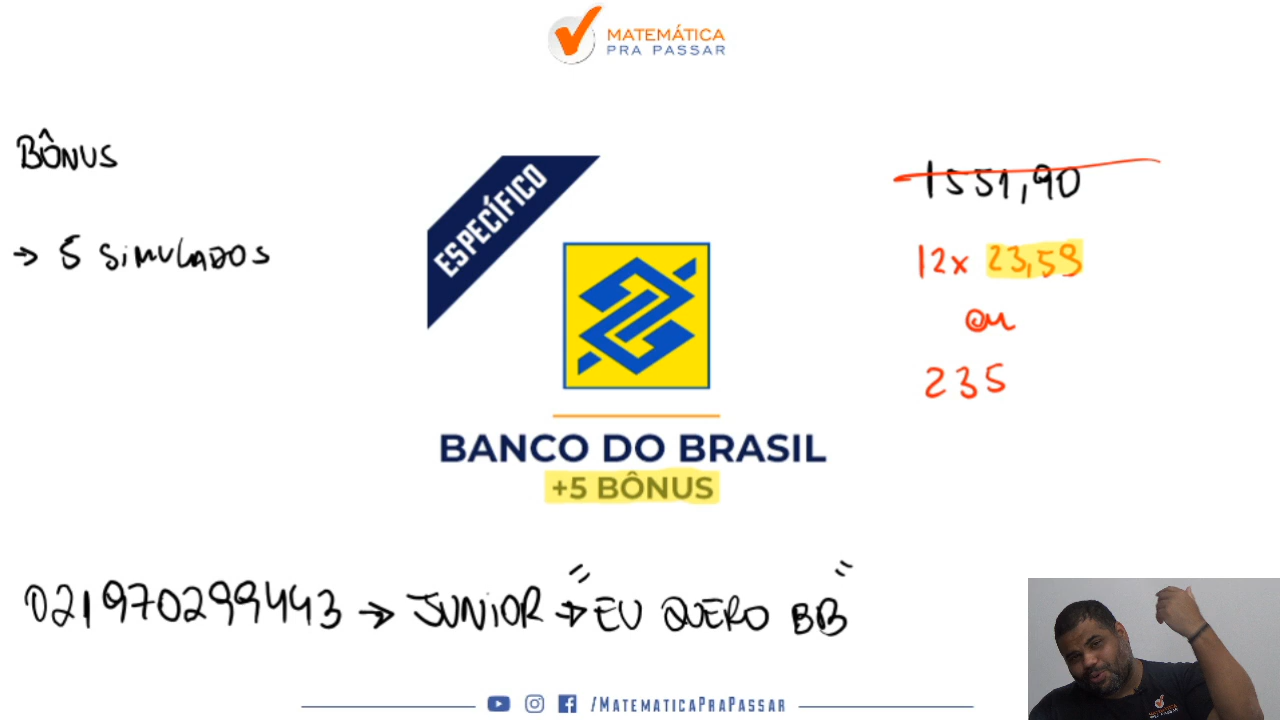 MATEMÁTICA
PRA PASSAR
BÔNUS
→ 5 SIMULADOS
ESPECÍFICO
1551,90
12x 23,59
ou
235
BANCO DO BRASIL
+5 BÔNUS
021970299443 → JUNIOR → "EU QUERO BB"
/MATEMATICAPRAPASSAR